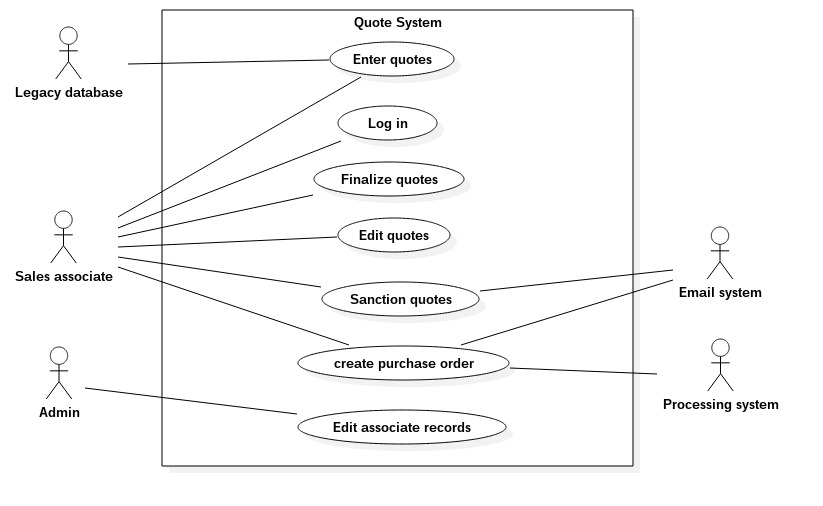 Quote System
Legacy database
Enter quotes
Log in
Finalize quotes
Edit quotes
Sales associate
Sanction quotes
Email system
create purchase order
Processing system
Admin
Edit associate records